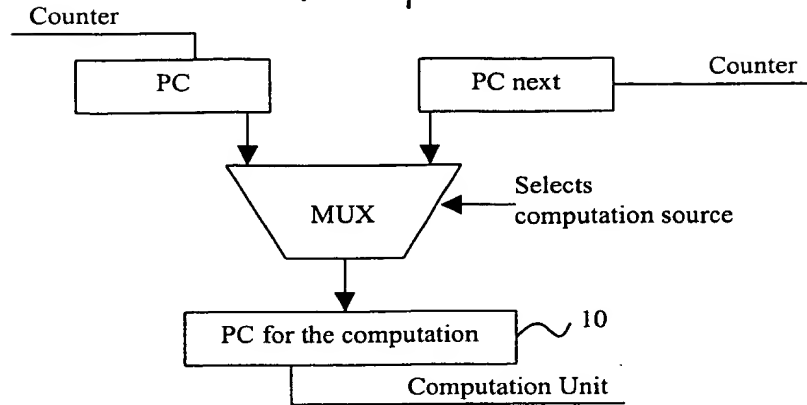 Counter
PC
PC next
Counter
MUX
Selects
computation source
PC for the computation
10
Computation Unit